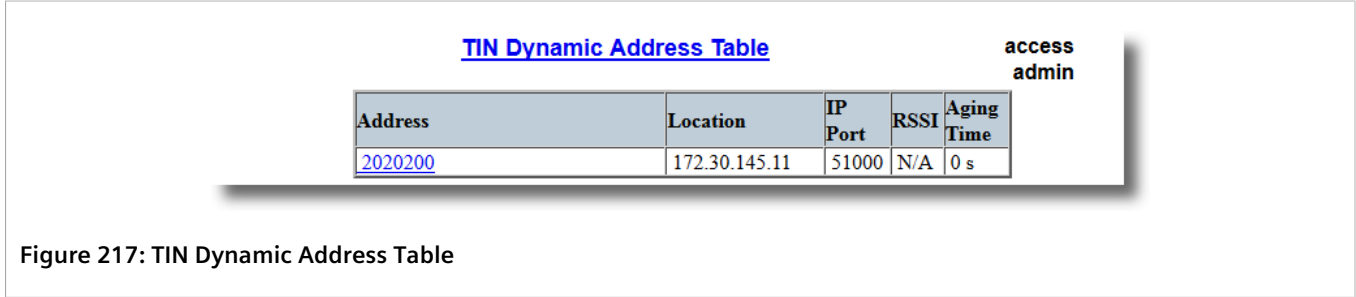 TIN Dynamic Address Table
access
admin
Address Location IP Port RSSI Aging Time
2020200 172.30.145.11 51000 N/A 0 s
Figure 217: TIN Dynamic Address Table